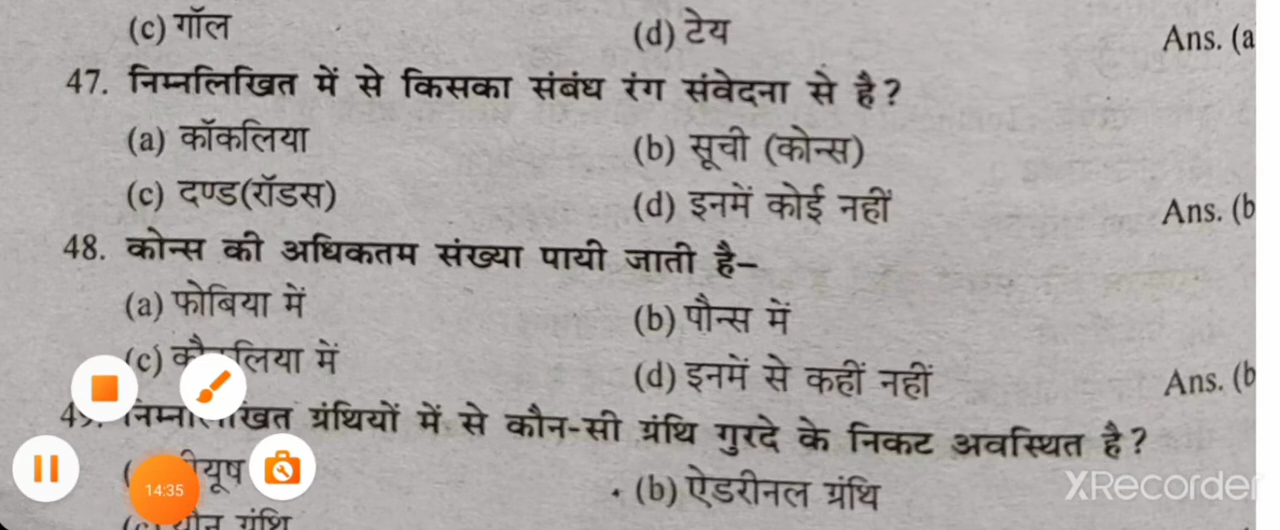 (c) गॉल (d) टेय Ans. (a
47. निम्नलिखित में से किसका संबंध रंग संवेदना से है?
(a) कॉकलिया (b) सूची (कोन्स)
(c) दण्ड(रॉडस) (d) इनमें कोई नहीं Ans. (b
48. कोन्स की अधिकतम संख्या पायी जाती है–
(a) फोबिया में (b) पौन्स में
(c) में (d) इनमें से कहीं नहीं Ans. (b
ग्रंथियों में से कौन-सी ग्रंथि गुरदे के निकट अवस्थित है?
(b) ऐडरीनल ग्रंथि
14:35
XRecorder
ग्रंथि